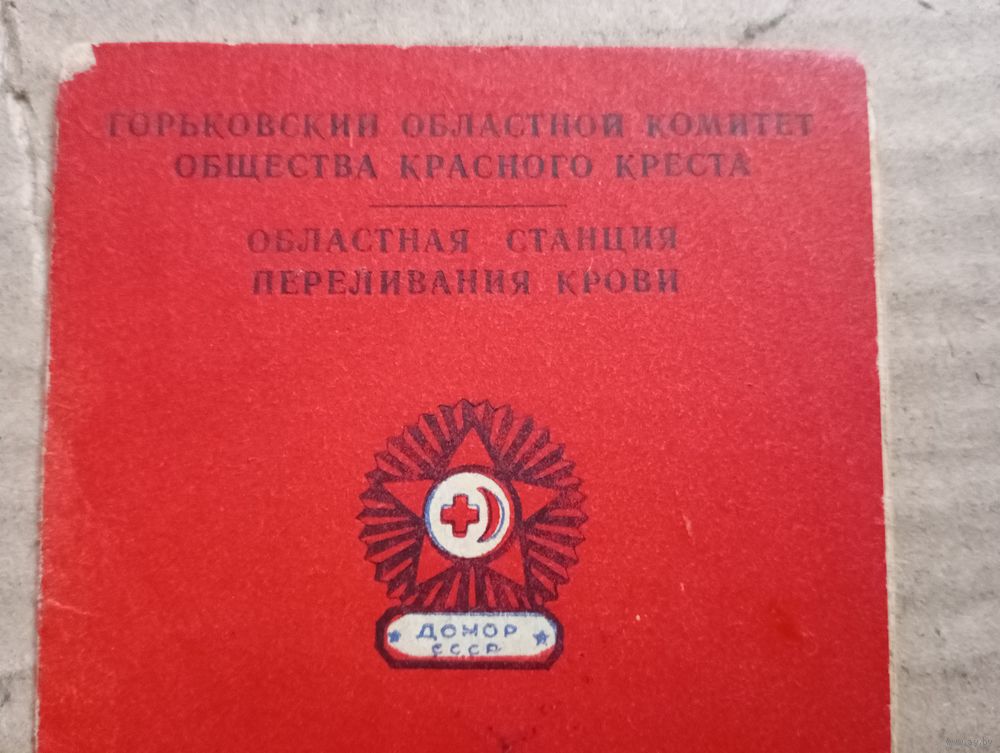 ГОРЬКОВСКИЙ ОБЛАСТНОЙ КОМИТЕТ
ОБЩЕСТВА КРАСНОГО КРЕСТА
ОБЛАСТНАЯ СТАНЦИЯ
ПЕРЕЛИВАНИЯ КРОВИ
ДОНОР
СССР